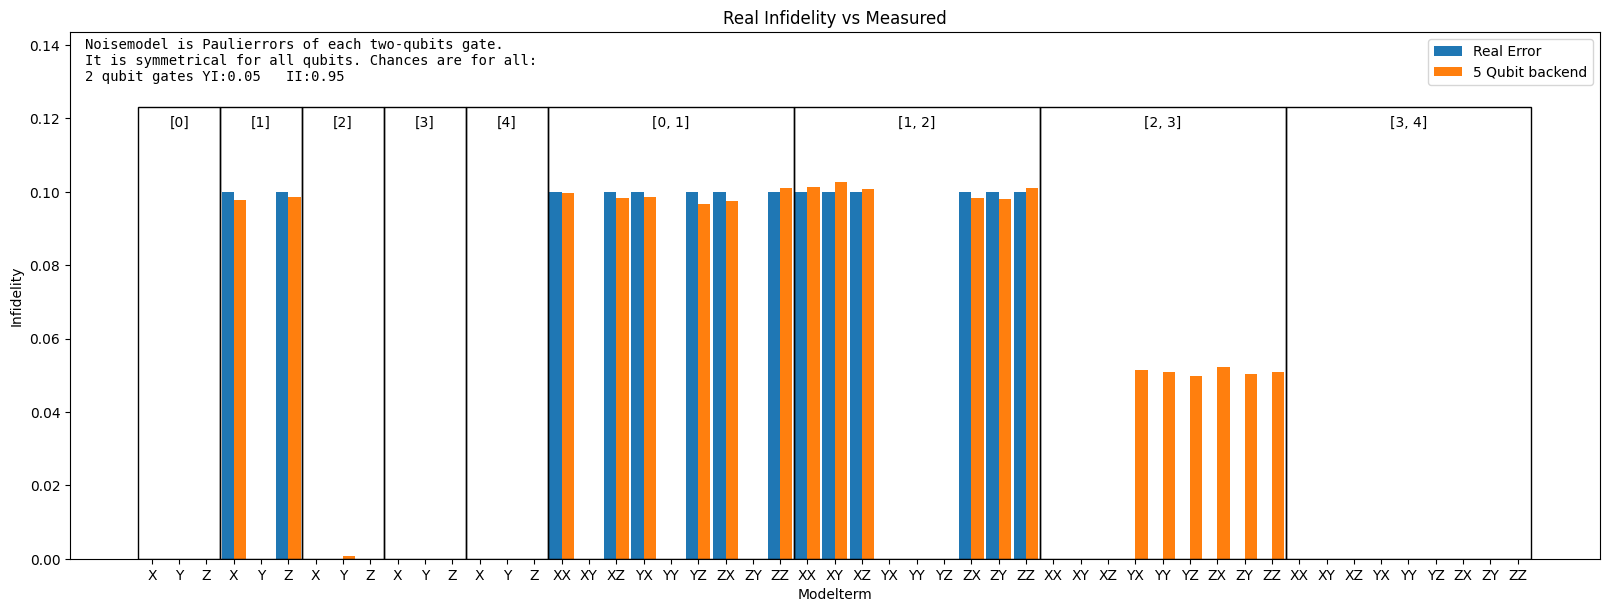 Real Infidelity vs Measured
Noisemodel is Paulierrors of each two-qubits gate.
It is symmetrical for all qubits. Chances are for all:
2 qubit gates YI:0.05   II:0.95
Real Error
5 Qubit backend
[0] [1] [2] [3] [4] [0, 1] [1, 2] [2, 3] [3, 4]
Infidelity
0.14
0.12
0.10
0.08
0.06
0.04
0.02
0.00
X Y Z X Y Z X Y Z X Y Z X Y Z XX XY XZ YX YY YZ ZX ZY ZZ XX XY XZ YX YY YZ ZX ZY ZZ XX XY XZ YX YY YZ ZX ZY ZZ XX XY XZ YX YY YZ ZX ZY ZZ
Modelterm